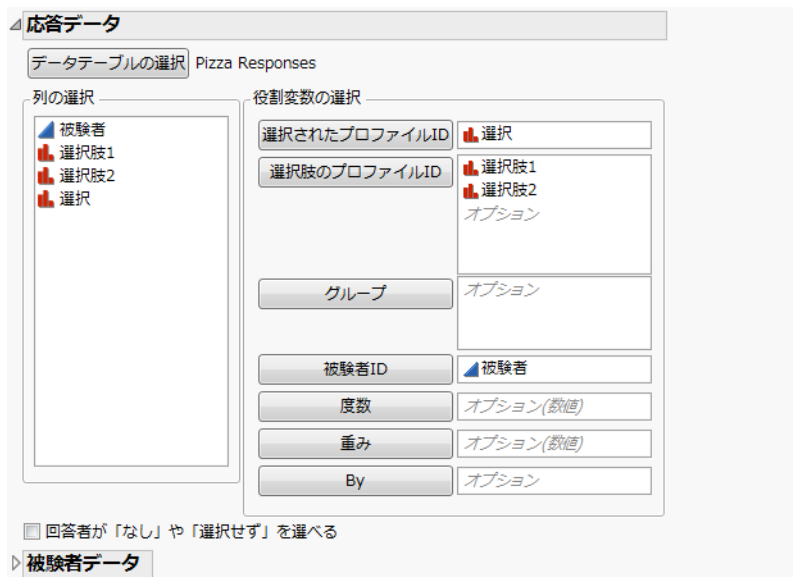 応答データ
データテーブルの選択 Pizza Responses
列の選択
被験者
選択肢1
選択肢2
選択
役割変数の選択
選択されたプロファイルID 選択
選択肢のプロファイルID 選択肢1
選択肢2
オプション
グループ オプション
被験者ID 被験者
度数 オプション(数値)
重み オプション(数値)
By オプション
回答者が「なし」や「選択せず」を選べる
被験者データ